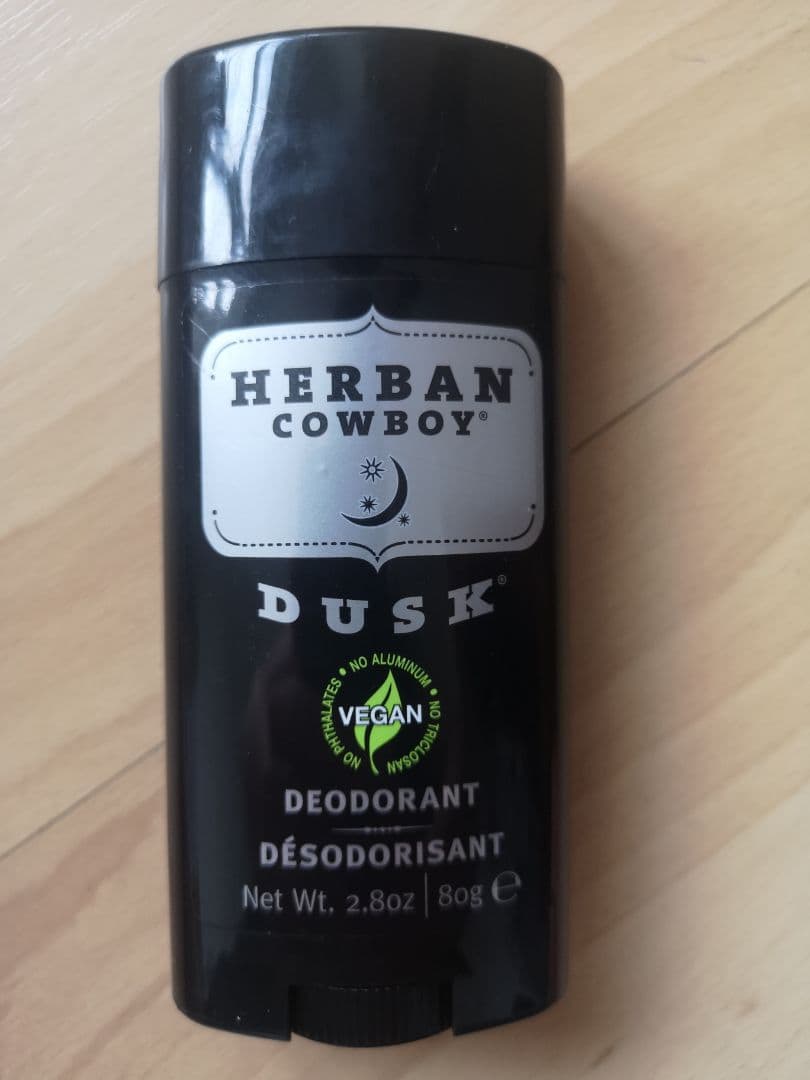 HERBAN
COWBOY®
DUSK®
NO PHTHALATES • NO ALUMINUM • NO TRICLOSAN
VEGAN
DEODORANT
DÉSODORISANT
Net Wt. 2.8oz | 80g ℮